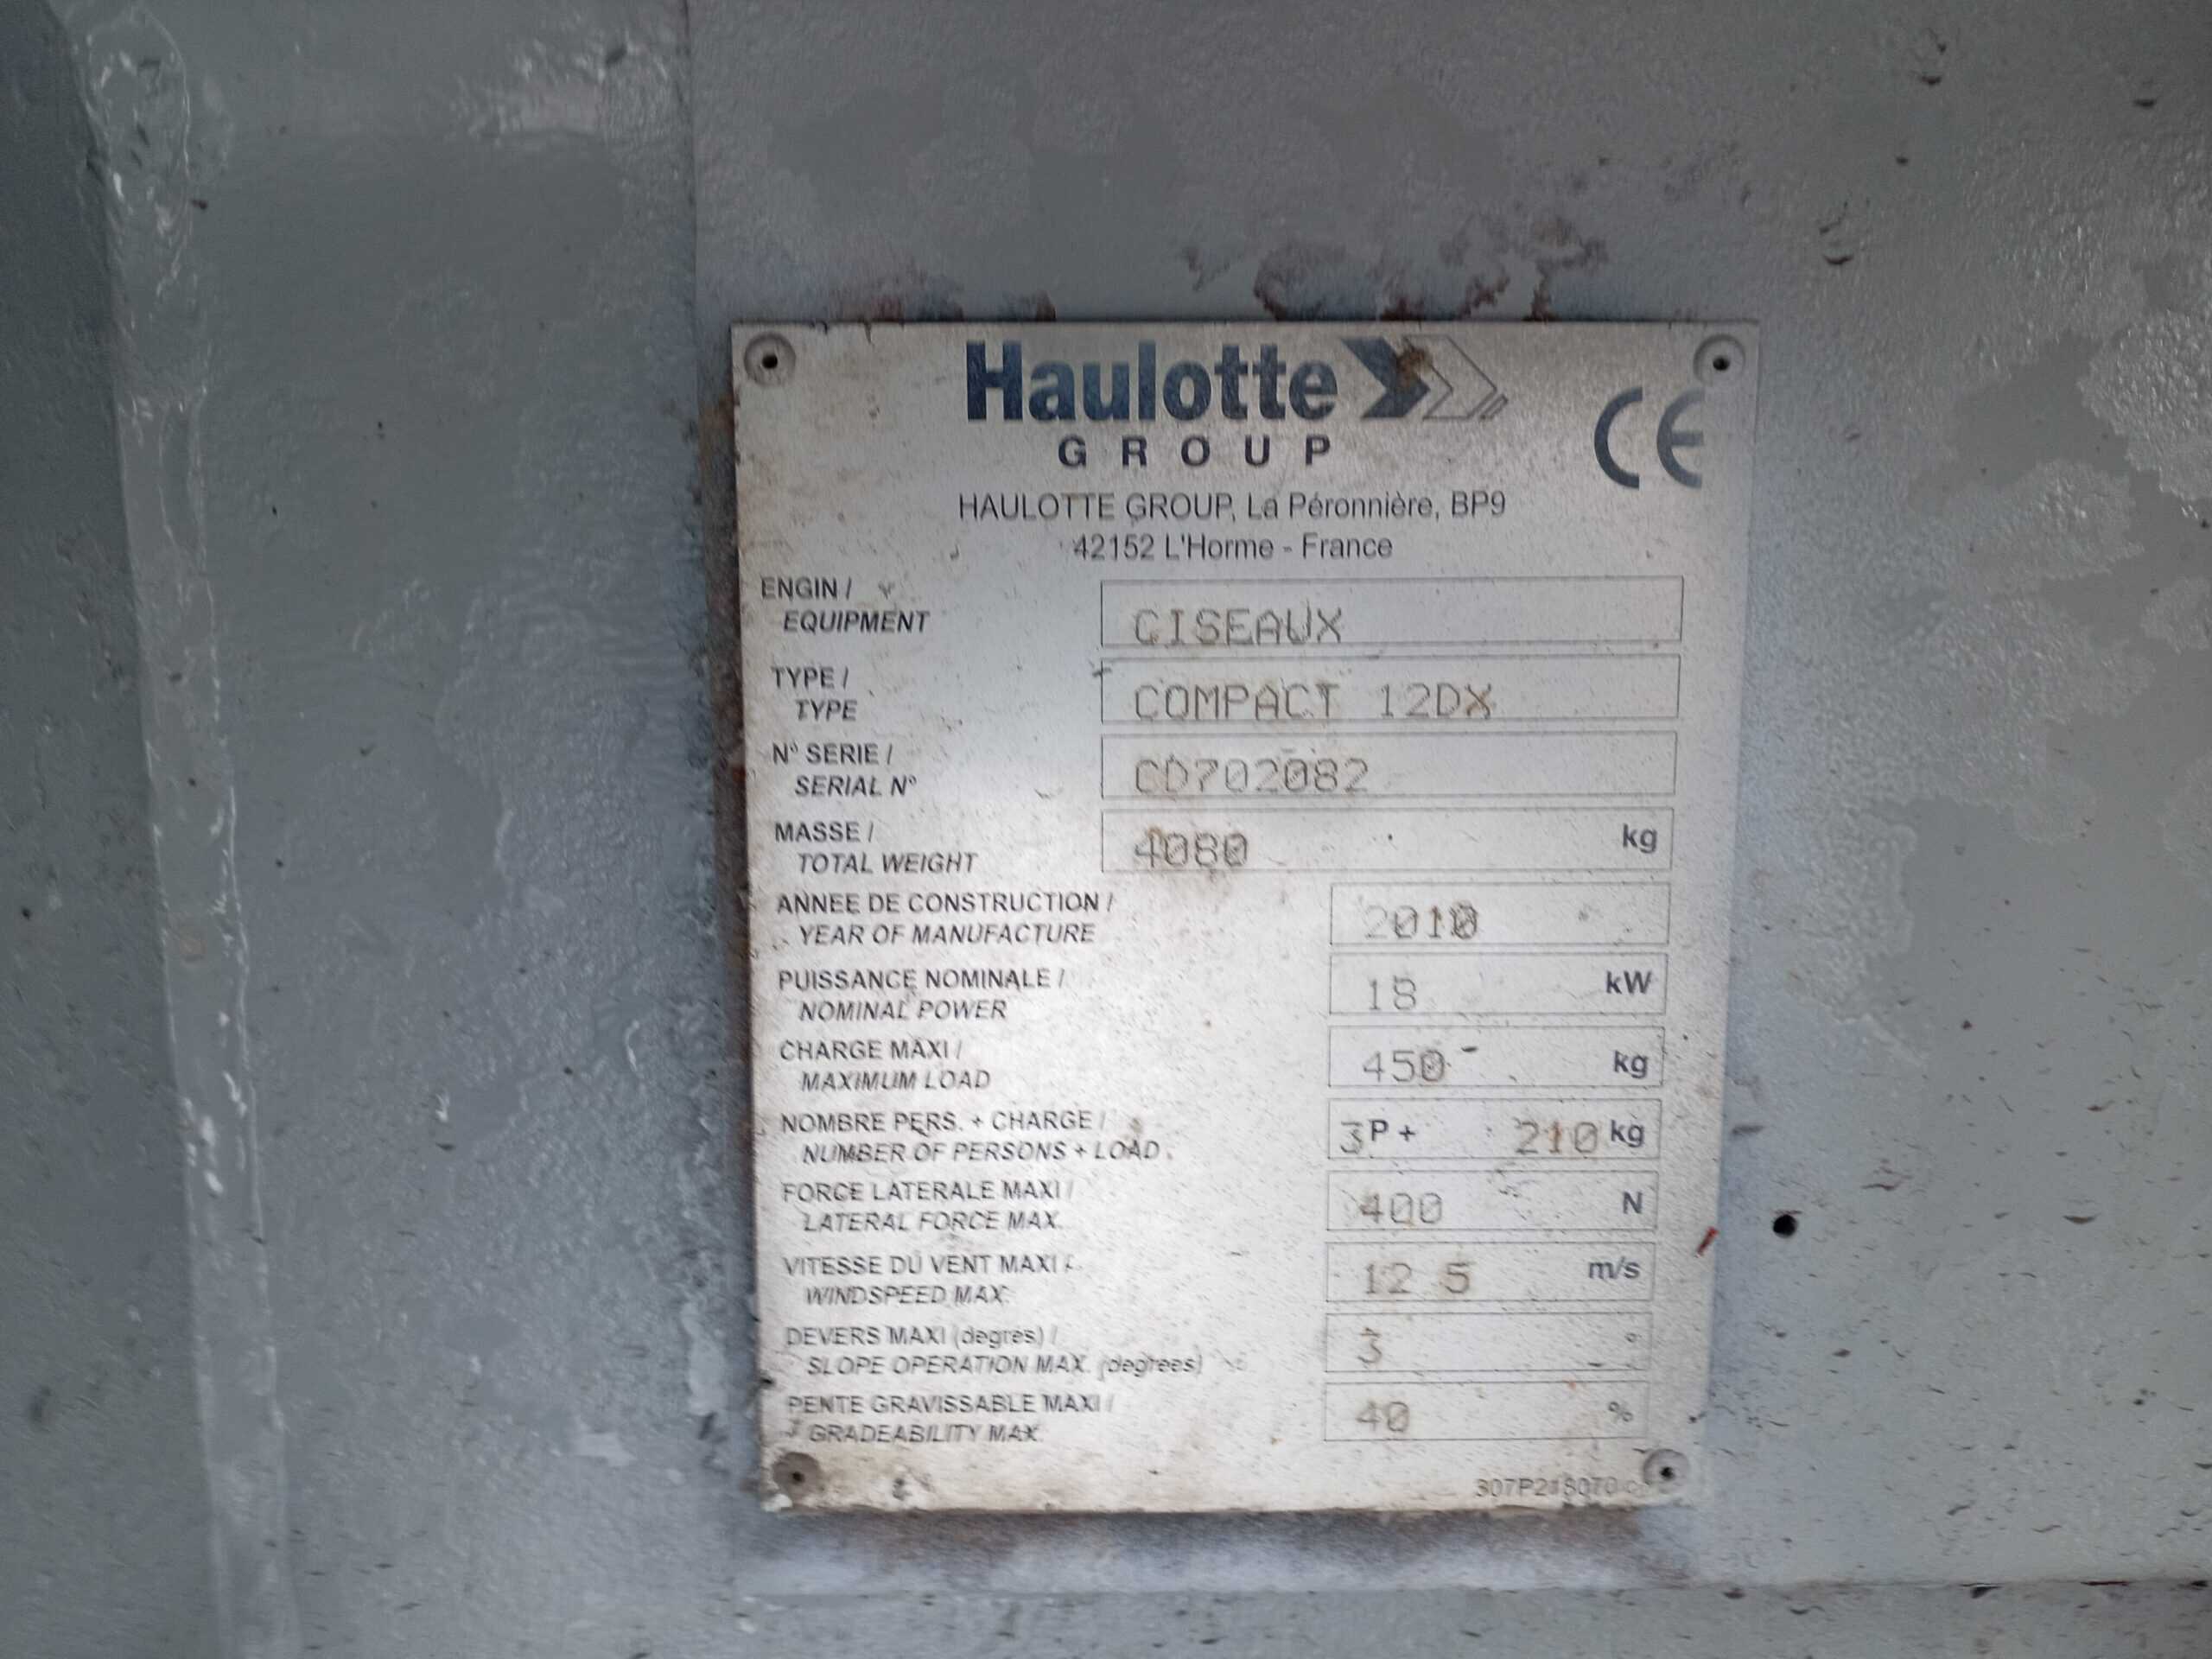 Haulotte
GROUP
CE
HAULOTTE GROUP, La Péronnière, BP9
42152 L'Horme - France
ENGIN /
EQUIPMENT
CISEAUX
TYPE /
TYPE
COMPACT 12DX
N° SERIE /
SERIAL N°
CD702082
MASSE /
TOTAL WEIGHT
4080 kg
ANNEE DE CONSTRUCTION /
YEAR OF MANUFACTURE
2010
PUISSANCE NOMINALE /
NOMINAL POWER
18 kW
CHARGE MAXI /
MAXIMUM LOAD
450 kg
NOMBRE PERS. + CHARGE /
NUMBER OF PERSONS + LOAD
3 P + 210 kg
FORCE LATERALE MAXI /
LATERAL FORCE MAX.
400 N
VITESSE DU VENT MAXI /
WINDSPEED MAX.
12 5 m/s
DEVERS MAXI (degres) /
SLOPE OPERATION MAX. (degrees)
3 °
PENTE GRAVISSABLE MAXI /
GRADEABILITY MAX.
40 %